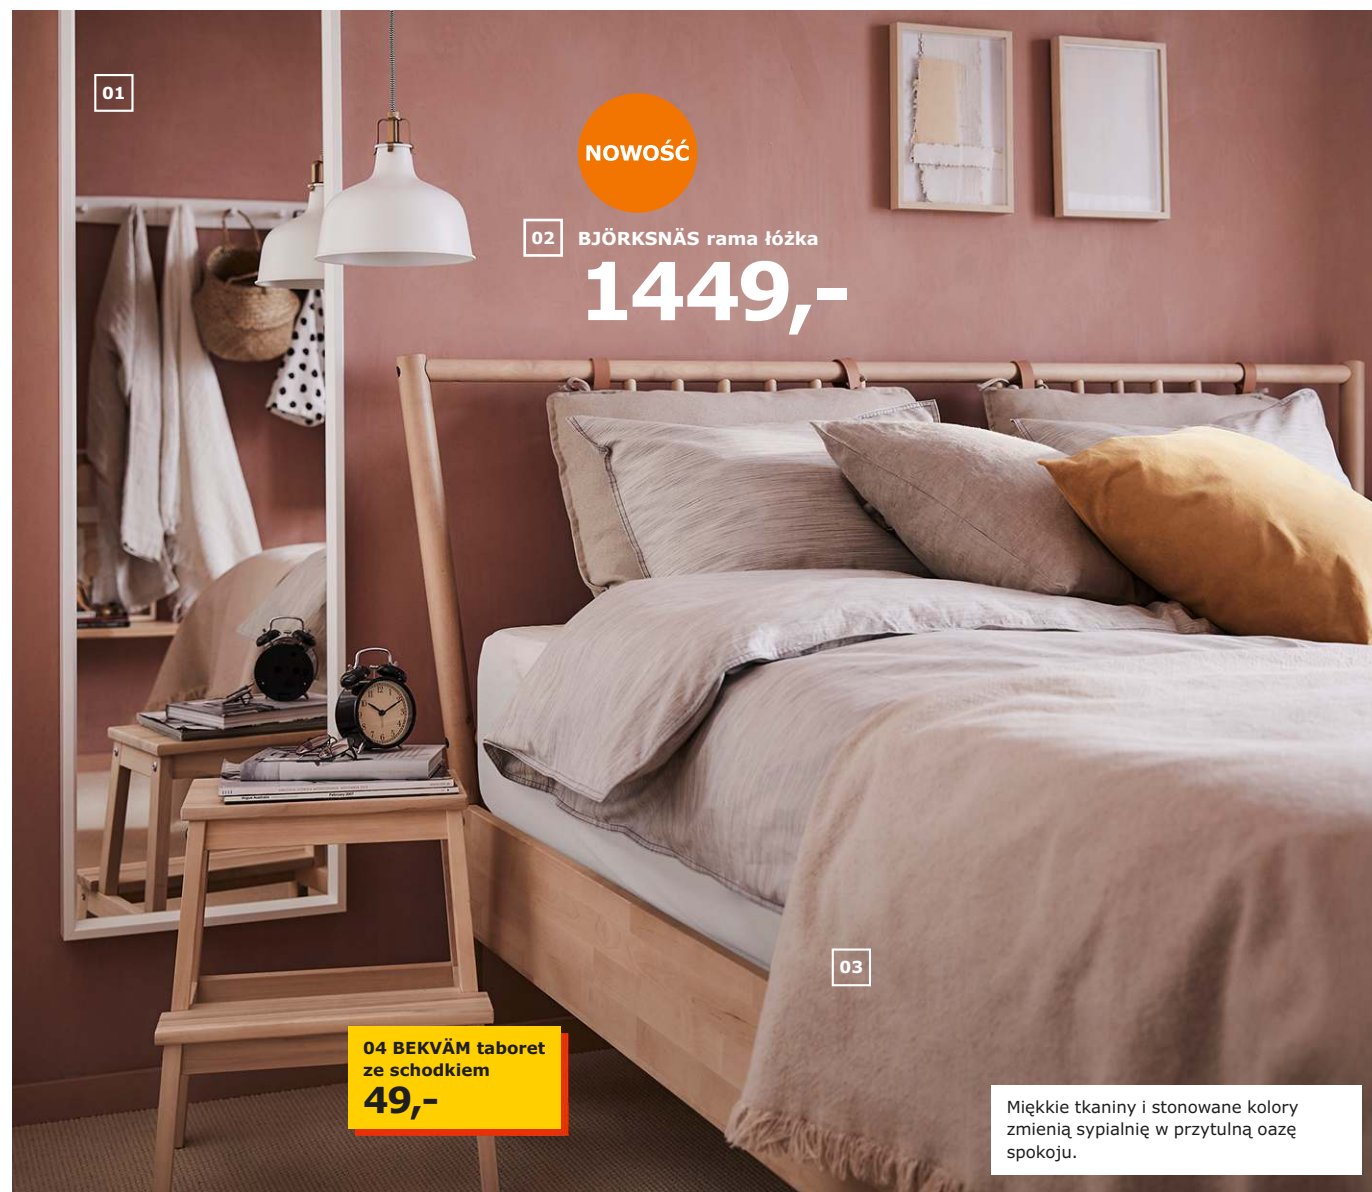 01
NOWOŚĆ
02 BJÖRKSNÄS rama łóżka
1449,-
03
04 BEKVÄM taboret
ze schodkiem
49,-
Miękkie tkaniny i stonowane kolory
zmienią sypialnię w przytulną oazę
spokoju.